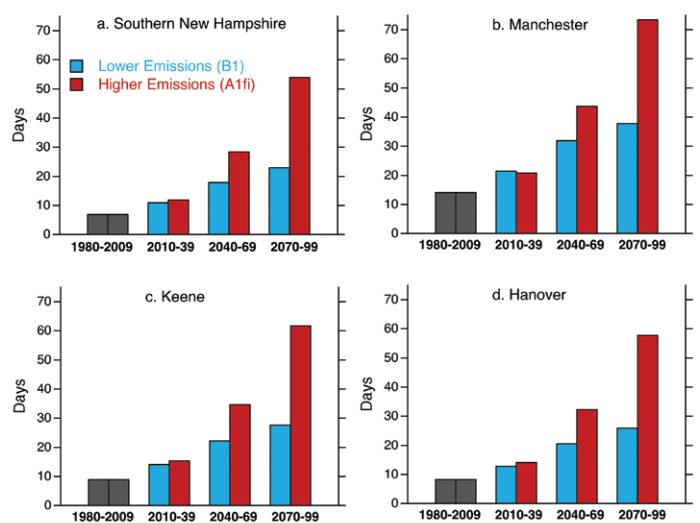 a. Southern New Hampshire
Lower Emissions (B1)
Higher Emissions (A1fi)
Days
70
60
50
40
30
20
10
0
1980-2009 2010-39 2040-69 2070-99
b. Manchester
Days
70
60
50
40
30
20
10
0
1980-2009 2010-39 2040-69 2070-99
c. Keene
Days
70
60
50
40
30
20
10
0
1980-2009 2010-39 2040-69 2070-99
d. Hanover
Days
70
60
50
40
30
20
10
0
1980-2009 2010-39 2040-69 2070-99